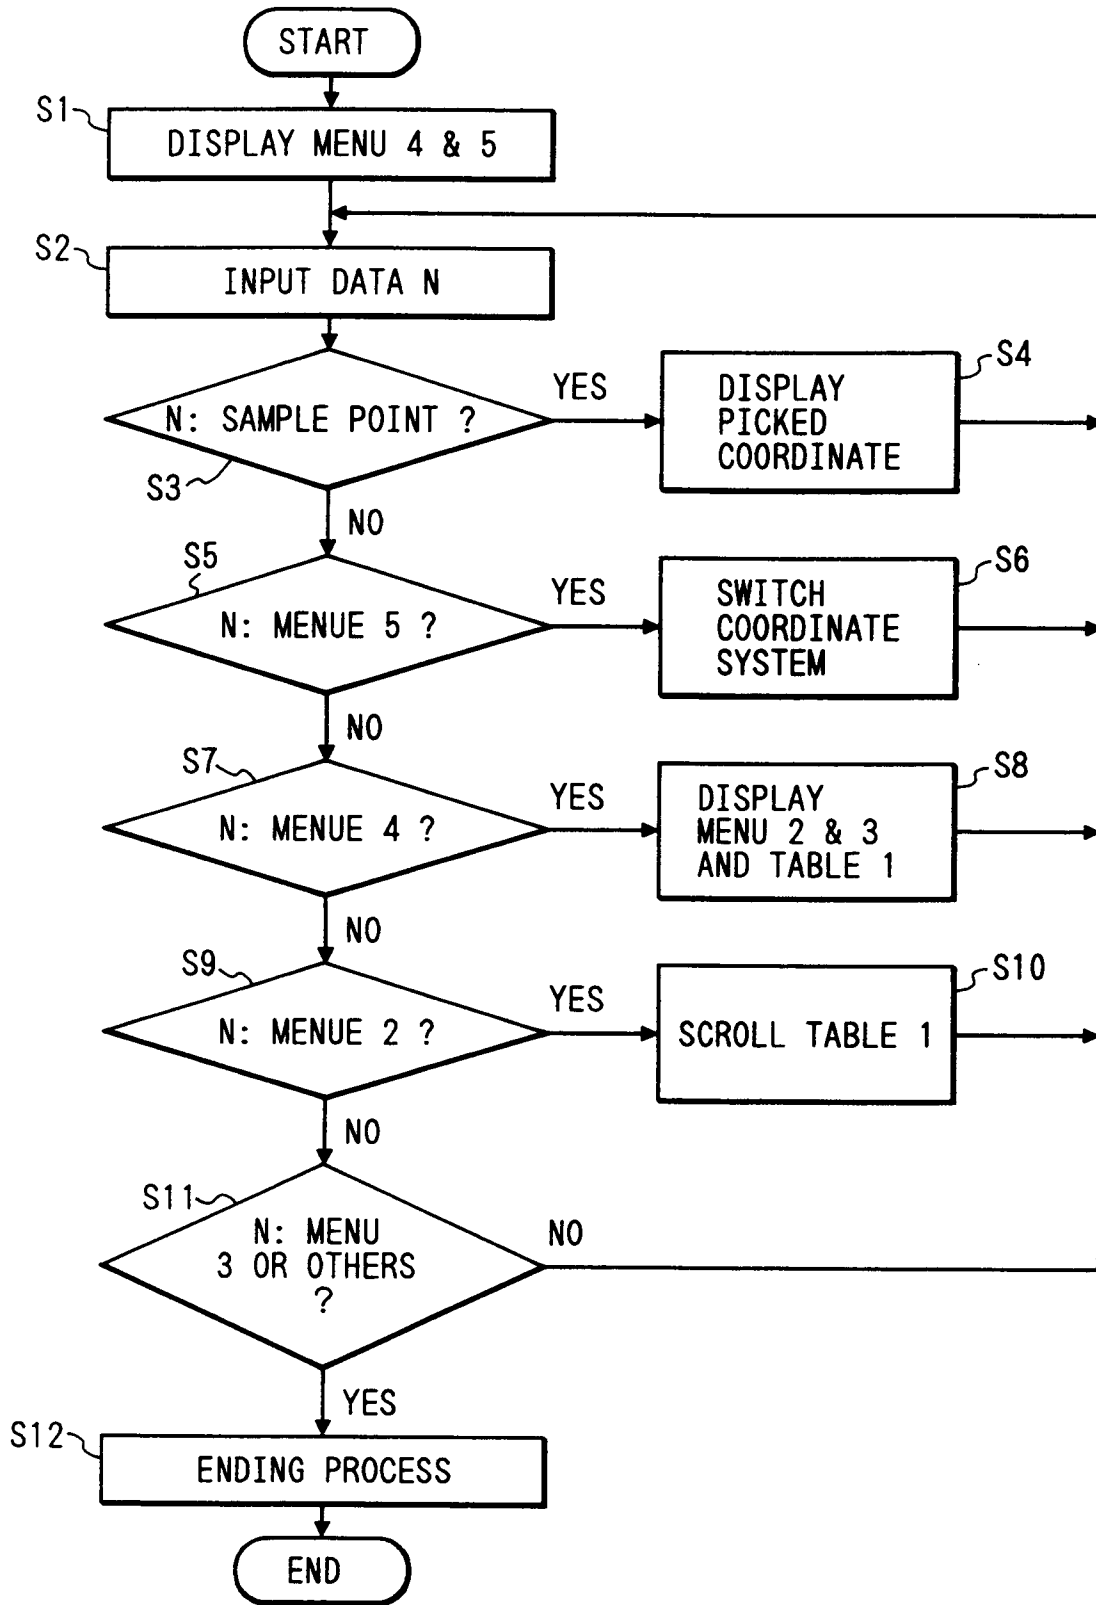 START
S1
DISPLAY MENU 4 & 5
S2
INPUT DATA N
N: SAMPLE POINT ?
S3
YES
DISPLAY
PICKED
COORDINATE
S4
NO
S5
N: MENUE 5 ?
YES
SWITCH
COORDINATE
SYSTEM
S6
NO
S7
N: MENUE 4 ?
YES
DISPLAY
MENU 2 & 3
AND TABLE 1
S8
NO
S9
N: MENUE 2 ?
YES
SCROLL TABLE 1
S10
NO
S11
N: MENU
3 OR OTHERS
?
NO
YES
S12
ENDING PROCESS
END